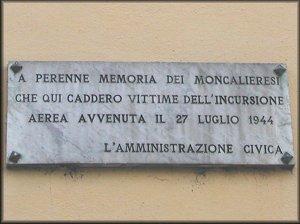 A PERENNE MEMORIA DEI MONCALIERESI
CHE QUI CADDERO VITTIME DELL'INCURSIONE
AEREA AVVENUTA IL 27 LUGLIO 1944
L'AMMINISTRAZIONE CIVICA